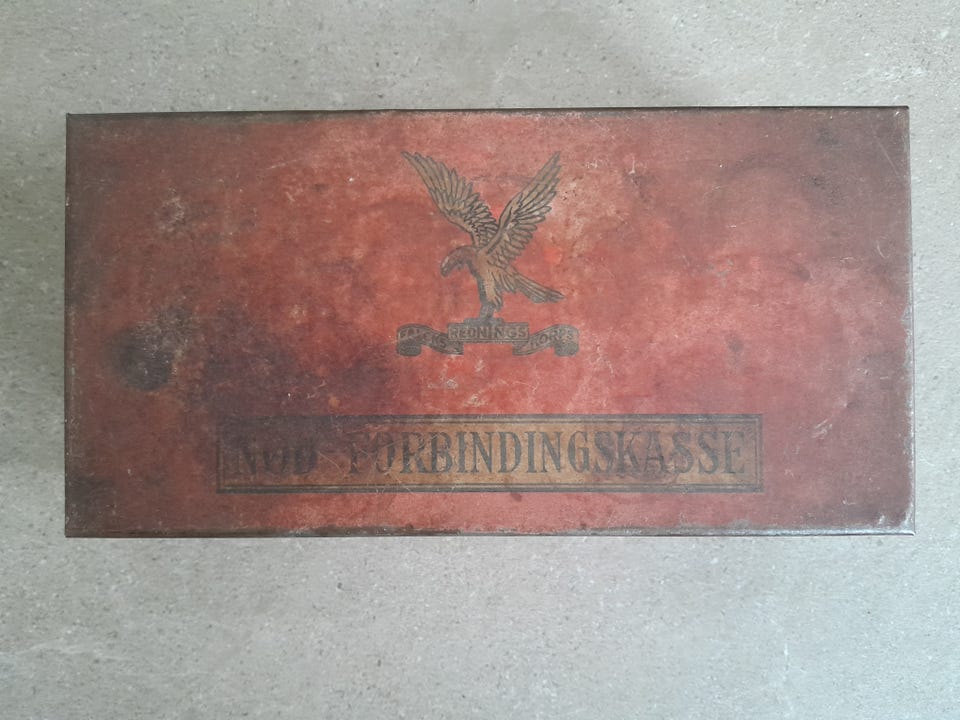 FALCKS REDNINGS KORPS
NØD FORBINDINGSKASSE